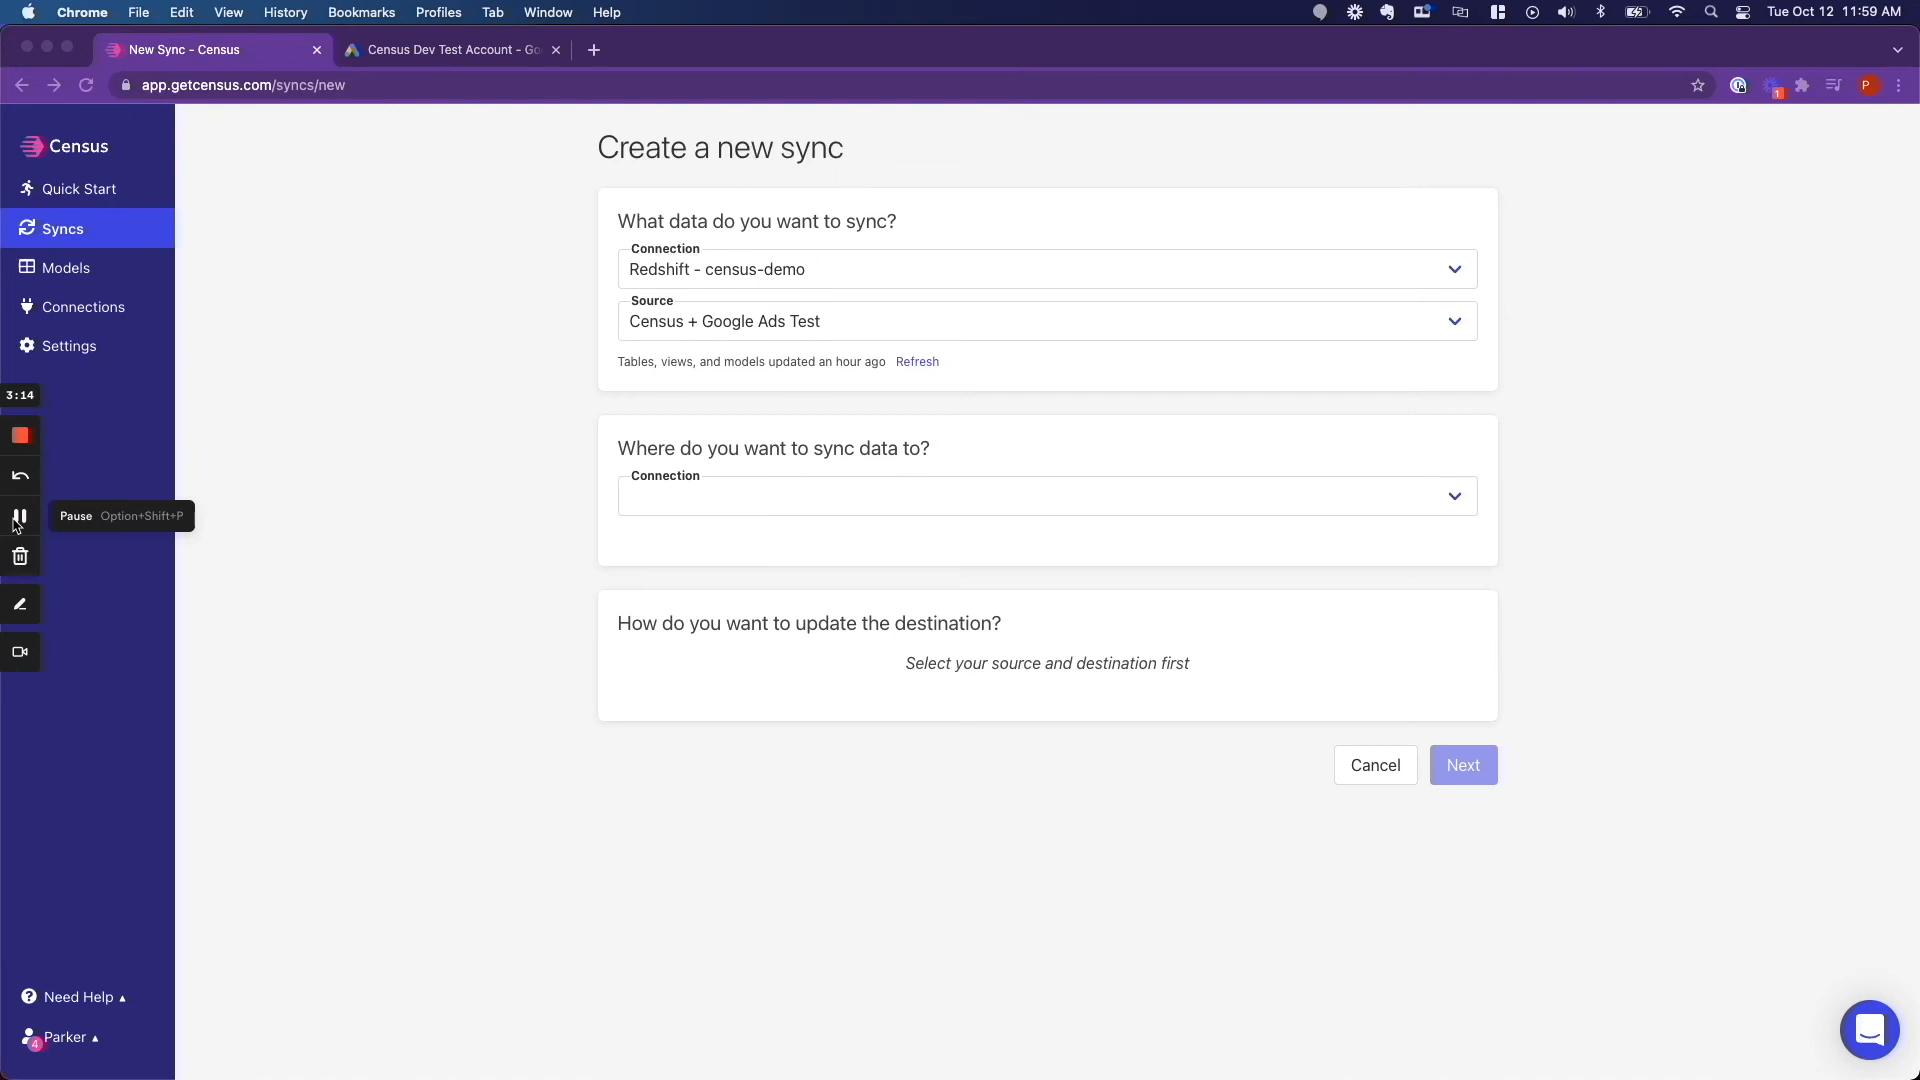 Chrome File Edit View History Bookmarks Profiles Tab Window Help Tue Oct 12 11:59 AM
New Sync - Census Census Dev Test Account - Go
app.getcensus.com/syncs/new 1 P
Census
Quick Start
Syncs
Models
Connections
Settings
3:14
Pause Option+Shift+P
Need Help
Parker
4
Create a new sync
What data do you want to sync?
Connection
Redshift - census-demo
Source
Census + Google Ads Test
Tables, views, and models updated an hour ago Refresh
Where do you want to sync data to?
Connection
How do you want to update the destination?
Select your source and destination first
Cancel Next